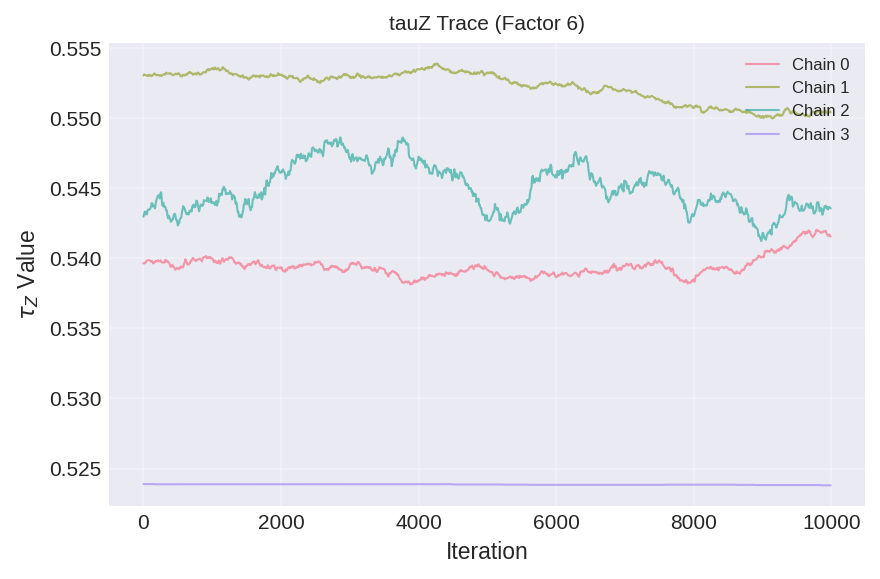 tauZ Trace (Factor 6)
0.555
0.550
0.545
0.540
0.535
0.530
0.525
τZ Value
Chain 0
Chain 1
Chain 2
Chain 3
0 2000 4000 6000 8000 10000
Iteration